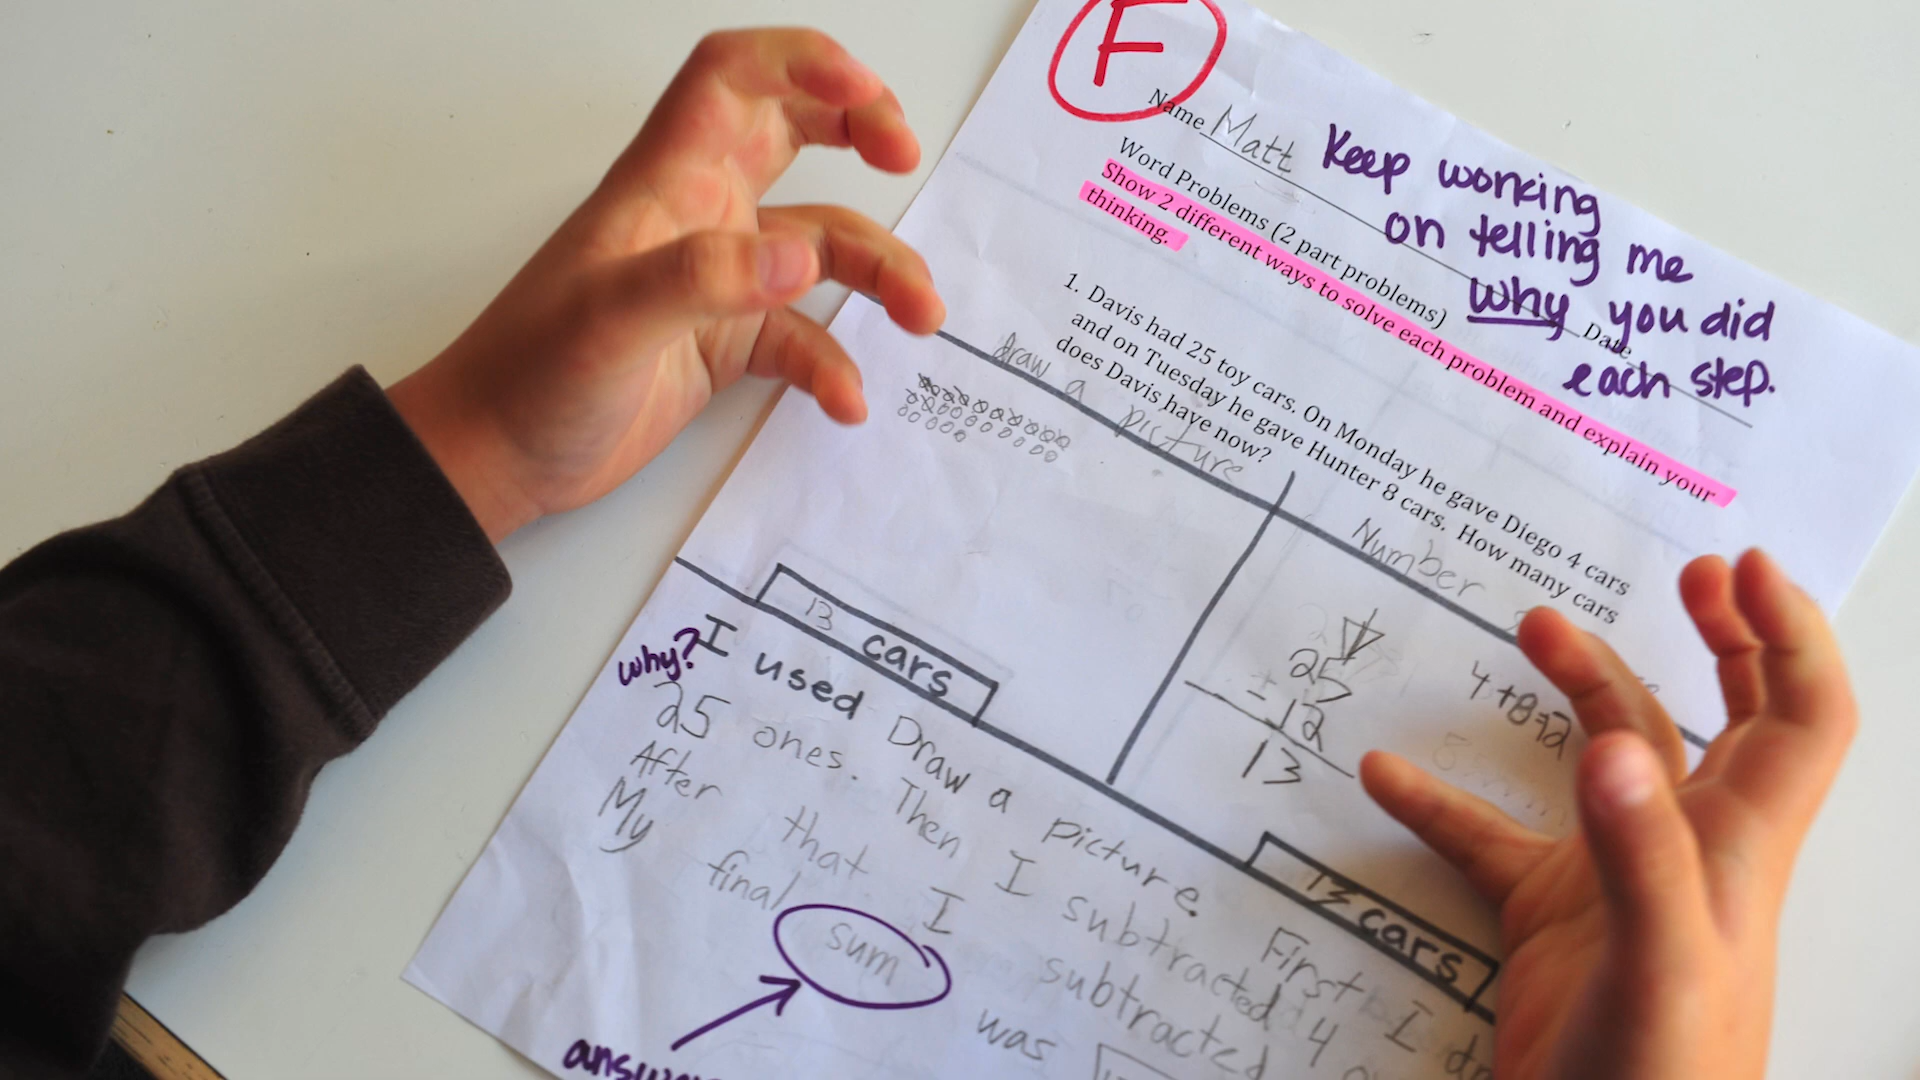 F
Name Matt
Keep working
on telling me
why you did
each step.
Date
Word Problems (2 part problems)
Show 2 different ways to solve each problem and explain your
thinking.
1. Davis had 25 toy cars. On Monday he gave Diego 4 cars
and on Tuesday he gave Hunter 8 cars. How many cars
does Davis have now?
draw a picture
13 cars
Number
25
- 12
13
4+8=12
13 cars
why?
I used Draw a picture. First I
25 ones. Then I subtracted 4
After that I subtracted
My final sum was